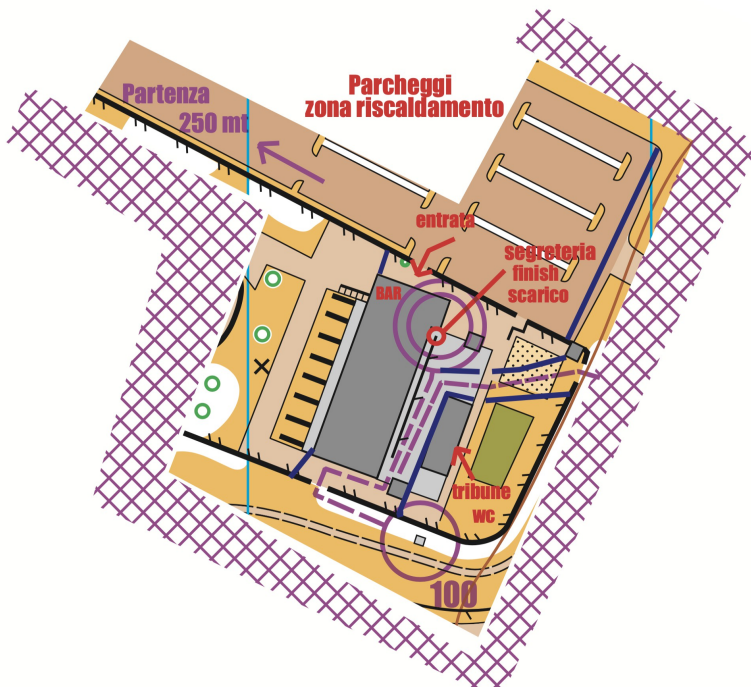 Parcheggi
zona riscaldamento
Partenza
250 mt
entrata
segreteria
finish
scarico
BAR
tribune
wc
100